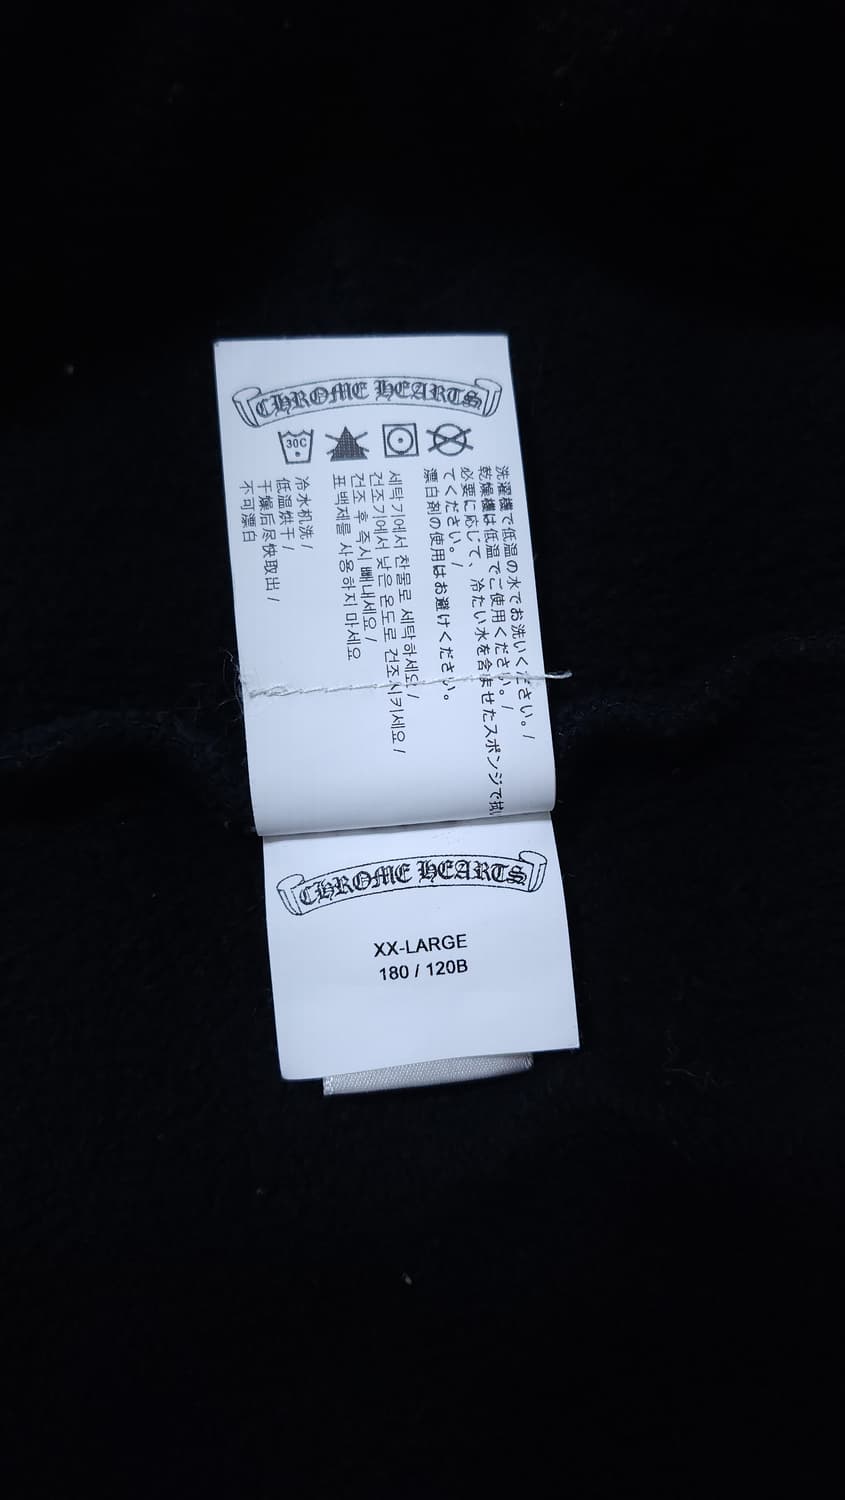 CHROME HEARTS
30C
洗濯機で低温の水でお洗いください。/
乾燥機は低温でご使用ください。/
必要に応じて、冷たい水を含ませたスポンジで拭い
てください。/
漂白剤の使用はお避けください。
세탁기에서 찬물로 세탁하세요 /
건조기에서 낮은 온도로 건조시키세요 /
건조 후 즉시 빼내세요 /
표백제를 사용하지 마세요
冷水机洗 /
低温烘干 /
干燥后尽快取出 /
不可漂白
CHROME HEARTS
XX-LARGE
180 / 120B